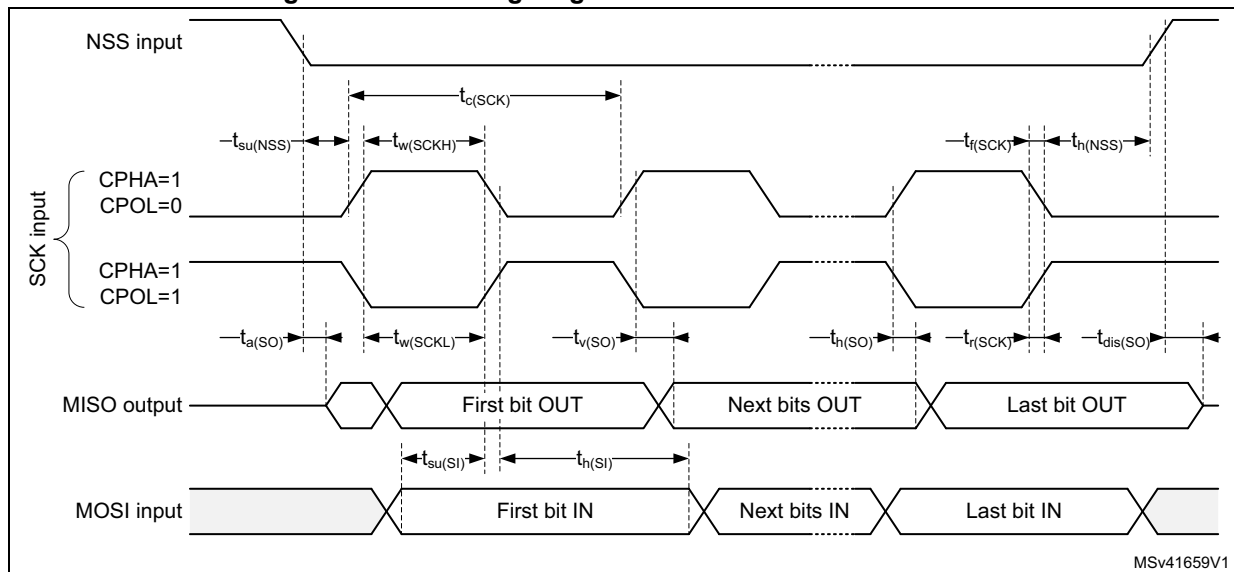 NSS input
tc(SCK)
tsu(NSS)
tw(SCKH)
tf(SCK)
th(NSS)
SCK input
CPHA=1
CPOL=0
CPHA=1
CPOL=1
ta(SO)
tw(SCKL)
tv(SO)
th(SO)
tr(SCK)
tdis(SO)
MISO output
First bit OUT
Next bits OUT
Last bit OUT
tsu(SI)
th(SI)
MOSI input
First bit IN
Next bits IN
Last bit IN
MSv41659V1